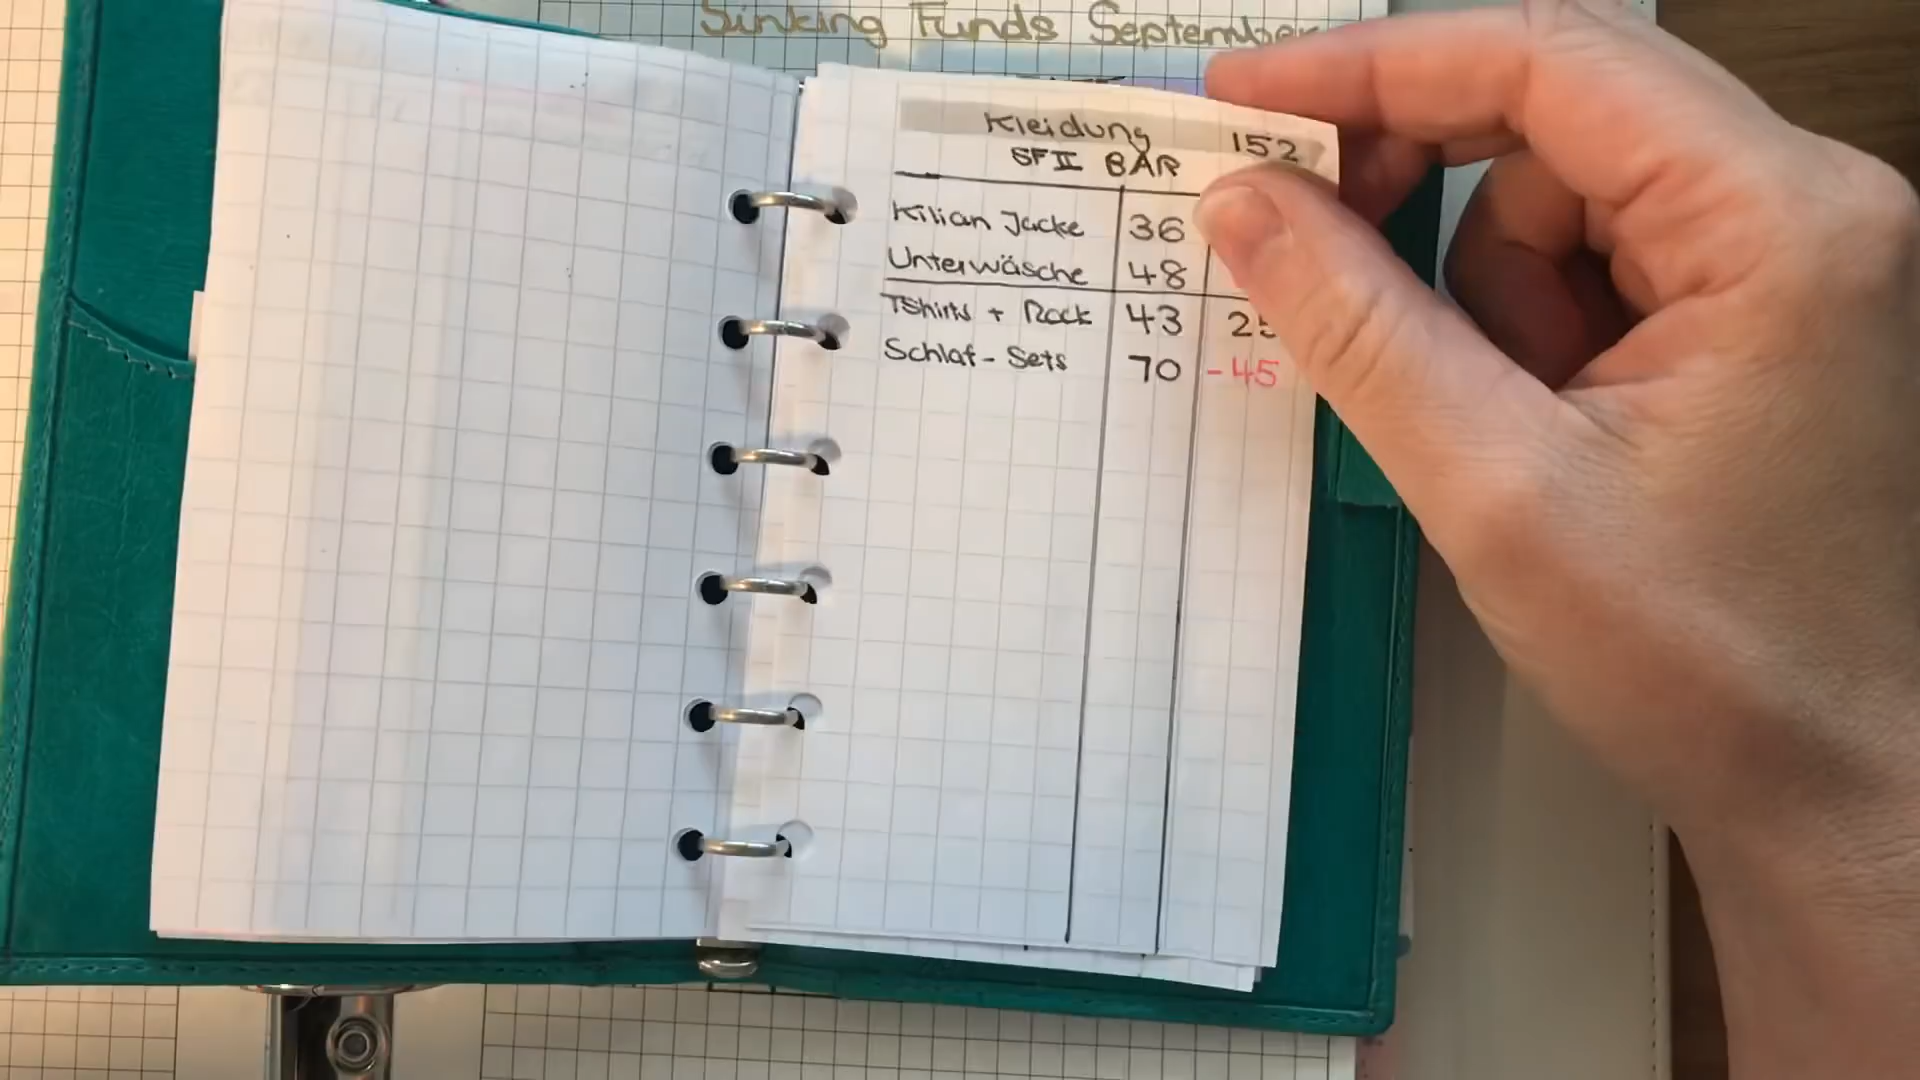 Sinking Funds September
Kleidung 152
SF II BAR
Kilian Jacke 36
Unterwäsche 48
TShirts + Rock 43 25
Schlaf-Sets 70 -45